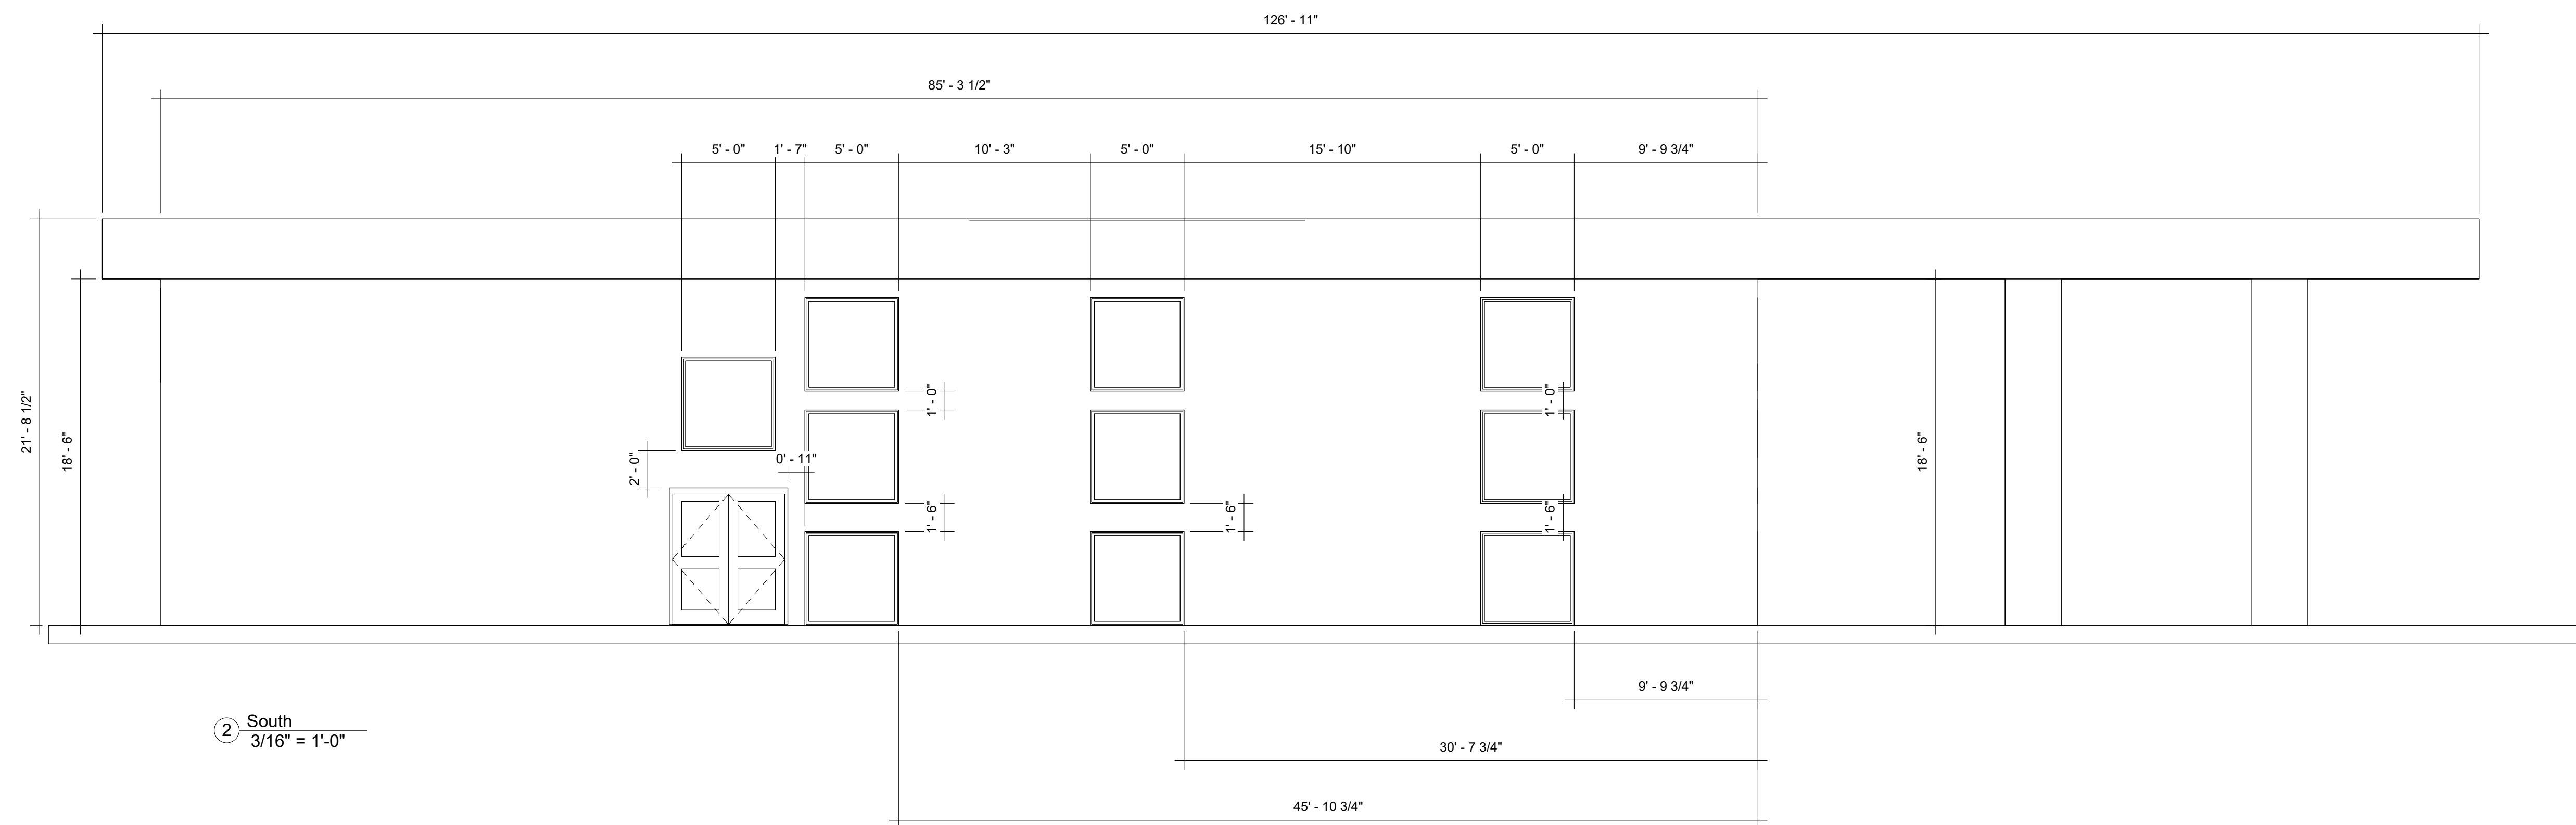 126' - 11"
85' - 3 1/2"
5' - 0"
1' - 7"
5' - 0"
10' - 3"
5' - 0"
15' - 10"
5' - 0"
9' - 9 3/4"
21' - 8 1/2"
18' - 6"
2' - 0"
0' - 11"
1' - 0"
1' - 6"
1' - 6"
1' - 0"
1' - 6"
18' - 6"
9' - 9 3/4"
30' - 7 3/4"
45' - 10 3/4"
2
South
3/16" = 1'-0"